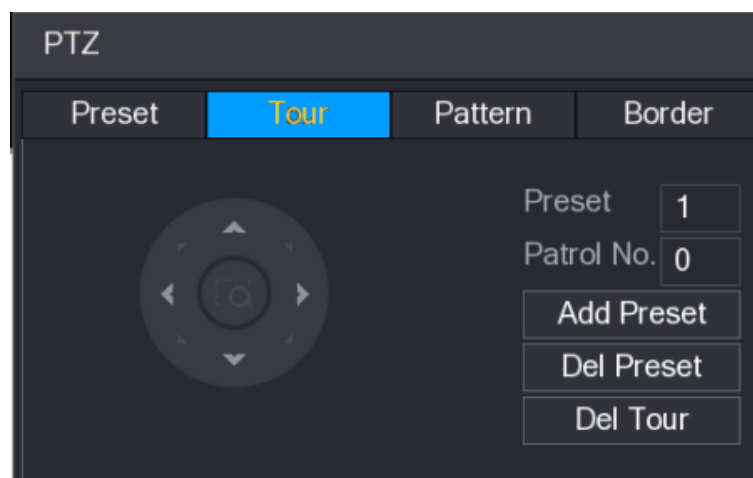 PTZ
Preset Tour Pattern Border
Preset 1
Patrol No. 0
Add Preset
Del Preset
Del Tour